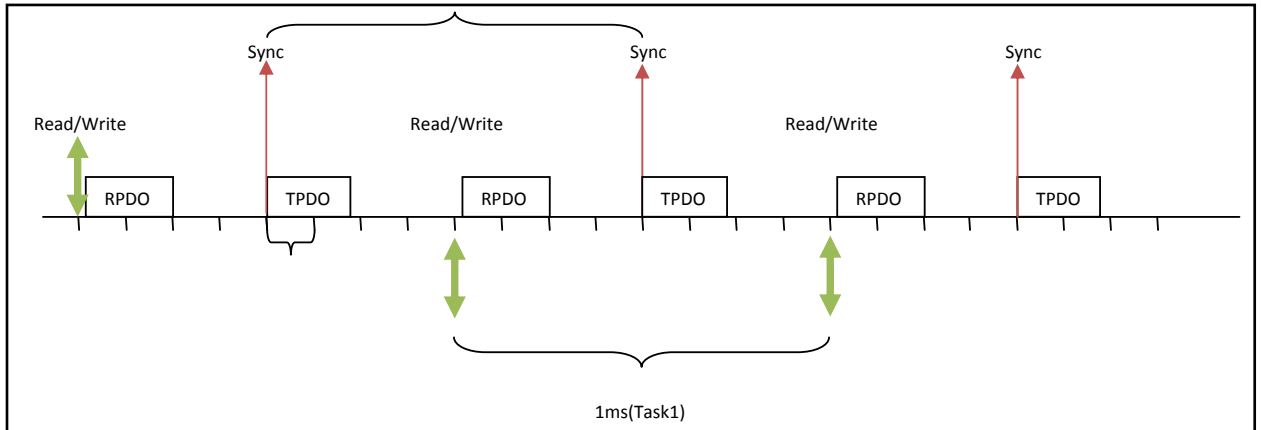 Sync Sync Sync
Read/Write Read/Write Read/Write
RPDO TPDO RPDO TPDO RPDO TPDO
1ms(Task1)